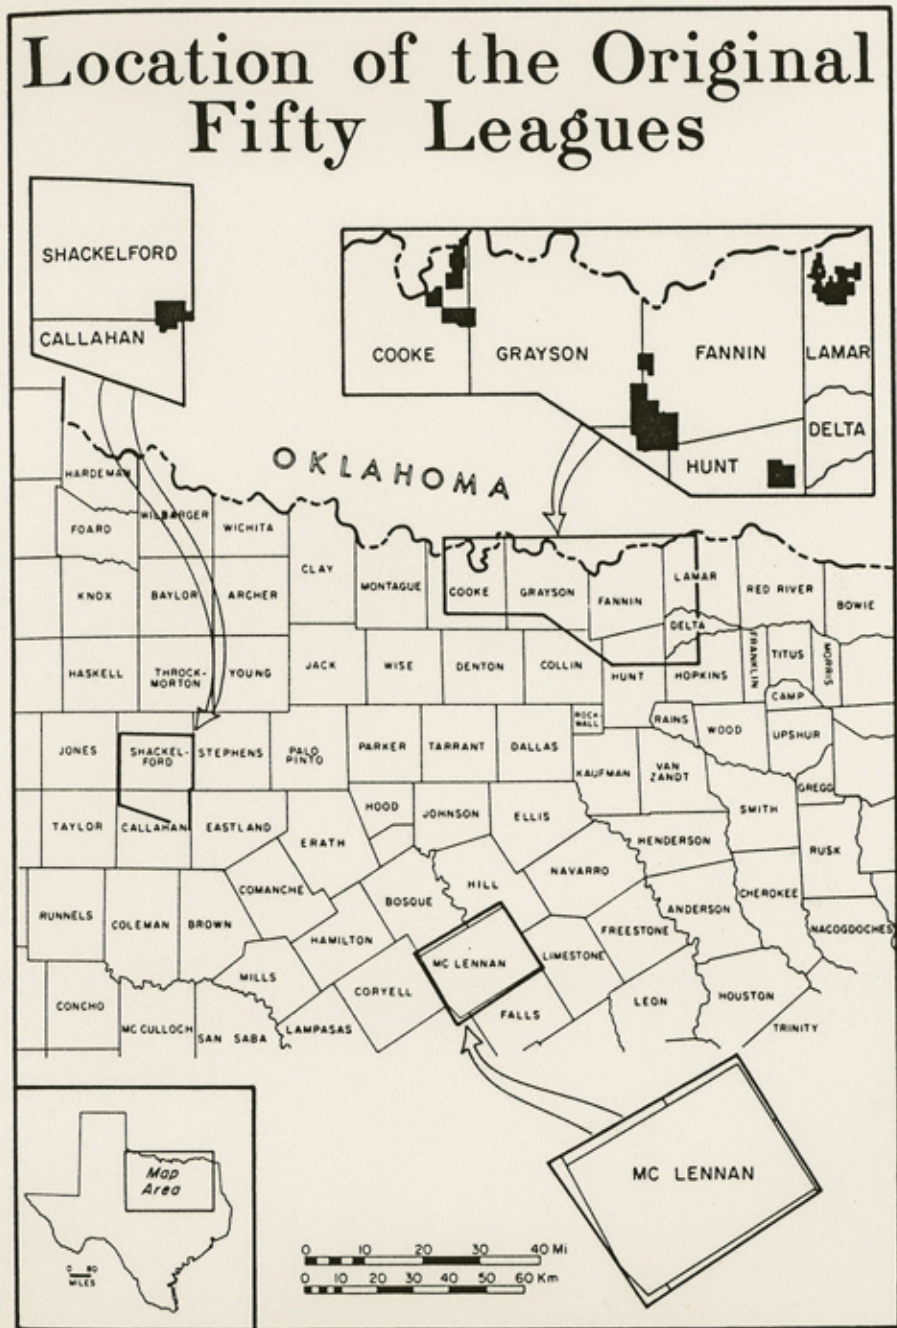 Location of the Original
Fifty Leagues
SHACKELFORD
CALLAHAN
COOKE
GRAYSON
FANNIN
LAMAR
DELTA
HUNT
OKLAHOMA
HARDEMAN
WILBARGER
FOARD
WICHITA
CLAY
MONTAGUE
COOKE
GRAYSON
FANNIN
LAMAR
RED RIVER
BOWIE
KNOX
BAYLOR
ARCHER
DELTA
HASKELL
THROCK-
MORTON
YOUNG
JACK
WISE
DENTON
COLLIN
HUNT
HOPKINS
FRANKLIN
TITUS
MORRIS
CAMP
JONES
SHACKEL-
FORD
STEPHENS
PALO
PINTO
PARKER
TARRANT
DALLAS
ROCK-
WALL
RAINS
WOOD
UPSHUR
KAUFMAN
VAN
ZANDT
GREGG
TAYLOR
CALLAHAN
EASTLAND
ERATH
HOOD
JOHNSON
ELLIS
HENDERSON
SMITH
RUSK
RUNNELS
COLEMAN
BROWN
COMANCHE
HAMILTON
BOSQUE
HILL
NAVARRO
ANDERSON
CHEROKEE
NACOGDOCHES
MILLS
CORYELL
MC LENNAN
LIMESTONE
FREESTONE
CONCHO
MC CULLOCH
SAN SABA
LAMPASAS
FALLS
LEON
HOUSTON
TRINITY
MC LENNAN
Map
Area
0 80
MILES
0 10 20 30 40 Mi
0 10 20 30 40 50 60 Km